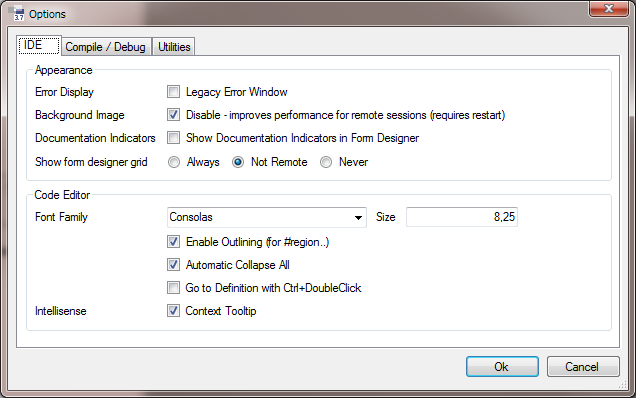 3.7 Options
IDE Compile / Debug Utilities
Appearance
Error Display Legacy Error Window
Background Image Disable - improves performance for remote sessions (requires restart)
Documentation Indicators Show Documentation Indicators in Form Designer
Show form designer grid Always Not Remote Never
Code Editor
Font Family Consolas Size 8,25
Enable Outlining (for #region..)
Automatic Collapse All
Go to Definition with Ctrl+DoubleClick
Intellisense Context Tooltip
Ok Cancel